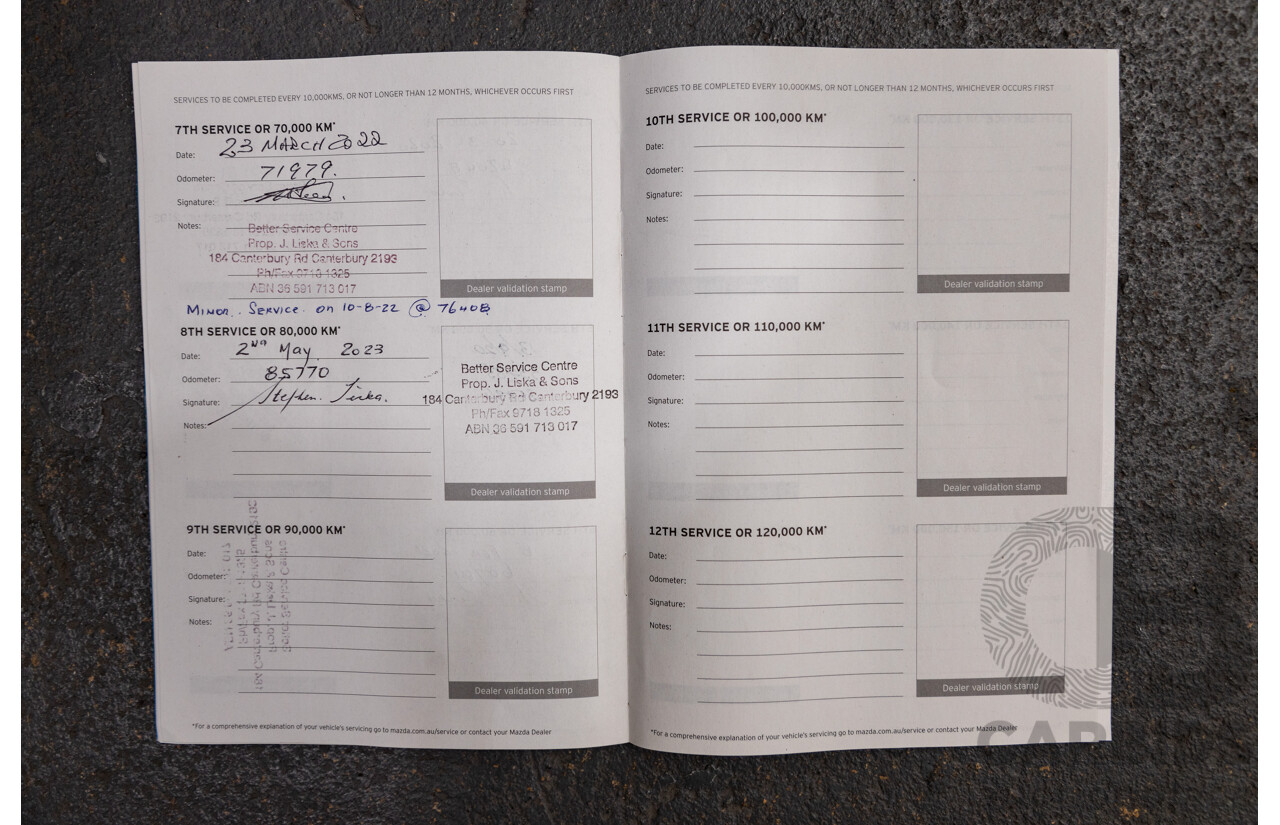 SERVICES TO BE COMPLETED EVERY 10,000KMS, OR NOT LONGER THAN 12 MONTHS, WHICHEVER OCCURS FIRST
7TH SERVICE OR 70,000 KM*
Date: 23 MARCH 2022
Odometer: 71979.
Signature:
Notes:
Better Service Centre
Prop. J. Liska & Sons
184 Canterbury Rd Canterbury 2193
Ph/Fax 9718 1325
ABN 36 591 713 017
Dealer validation stamp
MINOR. SERVICE on 10-8-22 @ 76408
8TH SERVICE OR 80,000 KM*
Date: 2ND May 2023
Odometer: 85770
Signature: Stephen. Liska.
Notes:
Better Service Centre
Prop. J. Liska & Sons
184 Canterbury Rd Canterbury 2193
Ph/Fax 9718 1325
ABN 36 591 713 017
Dealer validation stamp
9TH SERVICE OR 90,000 KM*
Date:
Odometer:
Signature:
Notes:
Dealer validation stamp
*For a comprehensive explanation of your vehicle's servicing go to mazda.com.au/service or contact your Mazda Dealer
SERVICES TO BE COMPLETED EVERY 10,000KMS, OR NOT LONGER THAN 12 MONTHS, WHICHEVER OCCURS FIRST
10TH SERVICE OR 100,000 KM*
Date:
Odometer:
Signature:
Notes:
Dealer validation stamp
11TH SERVICE OR 110,000 KM*
Date:
Odometer:
Signature:
Notes:
Dealer validation stamp
12TH SERVICE OR 120,000 KM*
Date:
Odometer:
Signature:
Notes:
Dealer validation stamp
*For a comprehensive explanation of your vehicle's servicing go to mazda.com.au/service or contact your Mazda Dealer